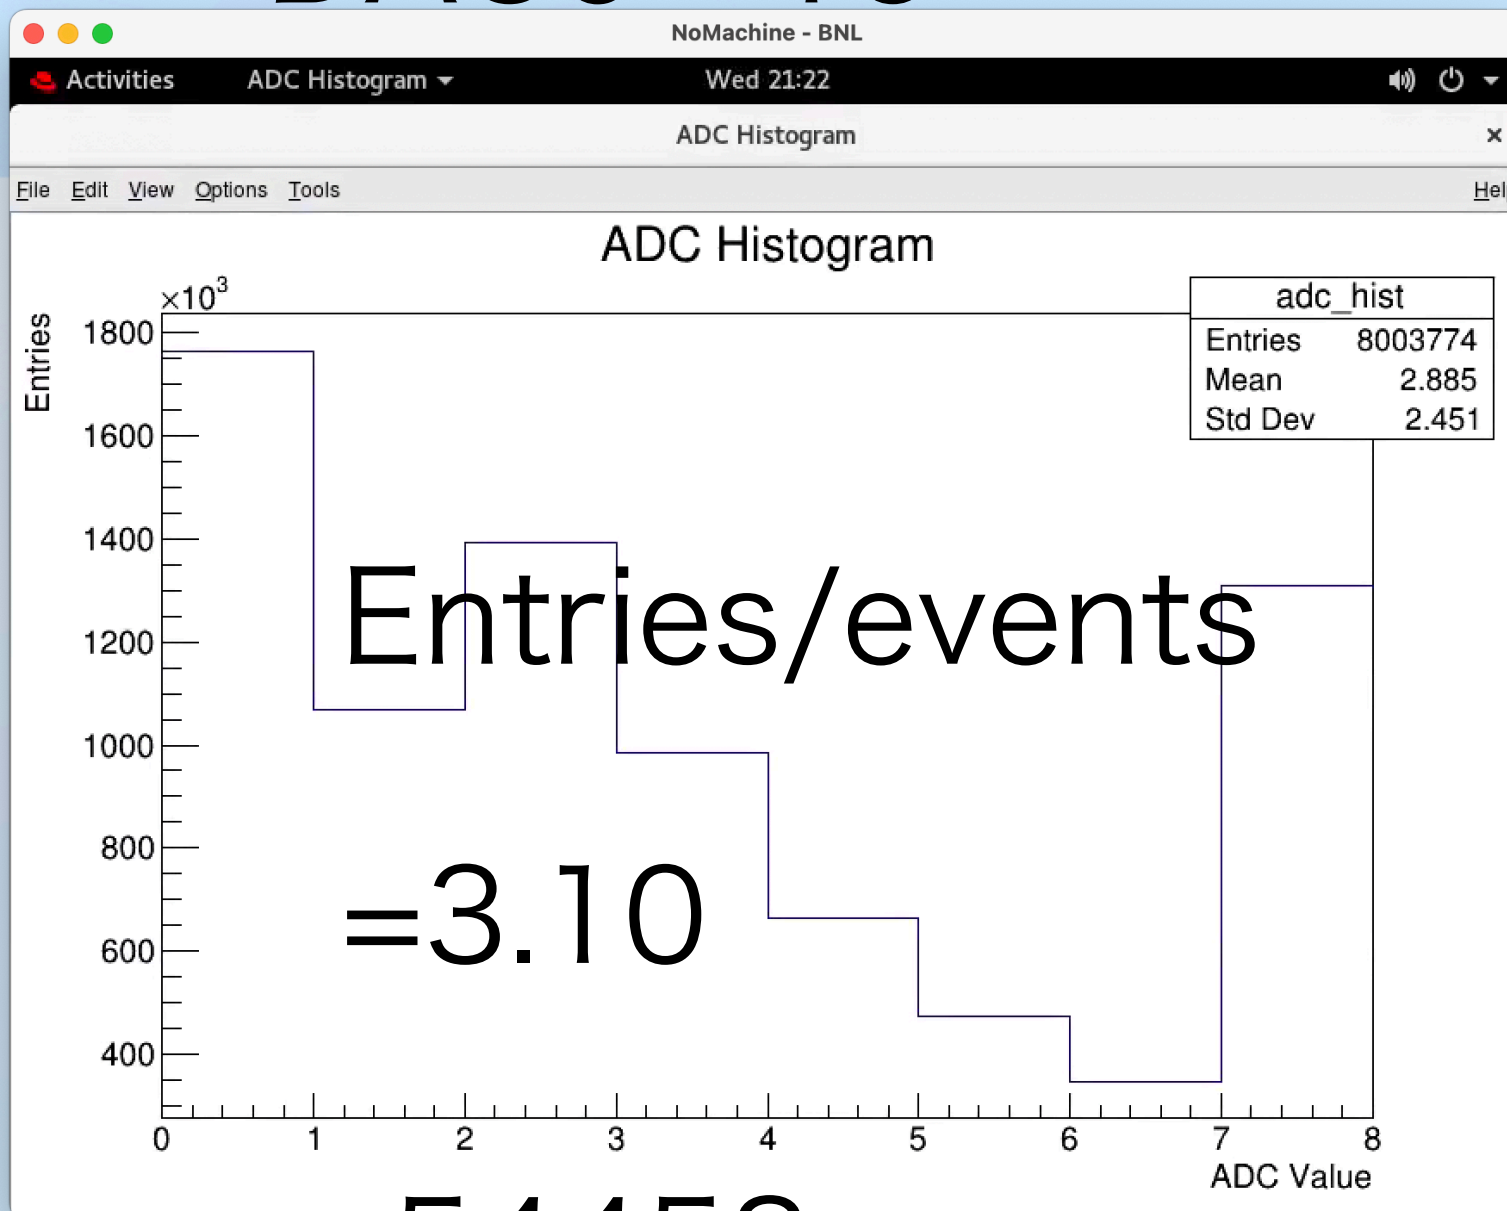 NoMachine - BNL
Activities ADC Histogram Wed 21:22
ADC Histogram
File Edit View Options Tools
ADC Histogram
×10³
adc_hist
Entries 8003774
Mean 2.885
Std Dev 2.451
Entries
1800
1600
1400
1200
1000
800
600
400
Entries/events
=3.10
0 1 2 3 4 5 6 7 8
ADC Value